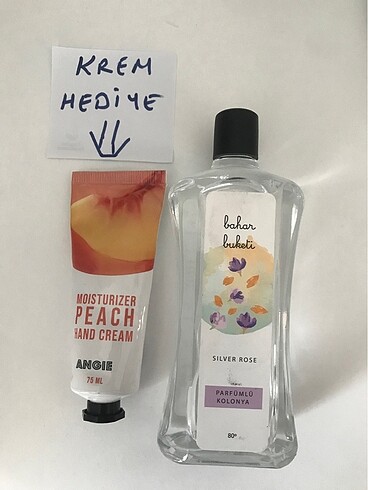 KREM
HEDİYE
MOISTURIZER
PEACH
HAND CREAM
ANGIE
75 ML
bahar
buketi
SILVER ROSE
PARFÜMLÜ
KOLONYA
80°